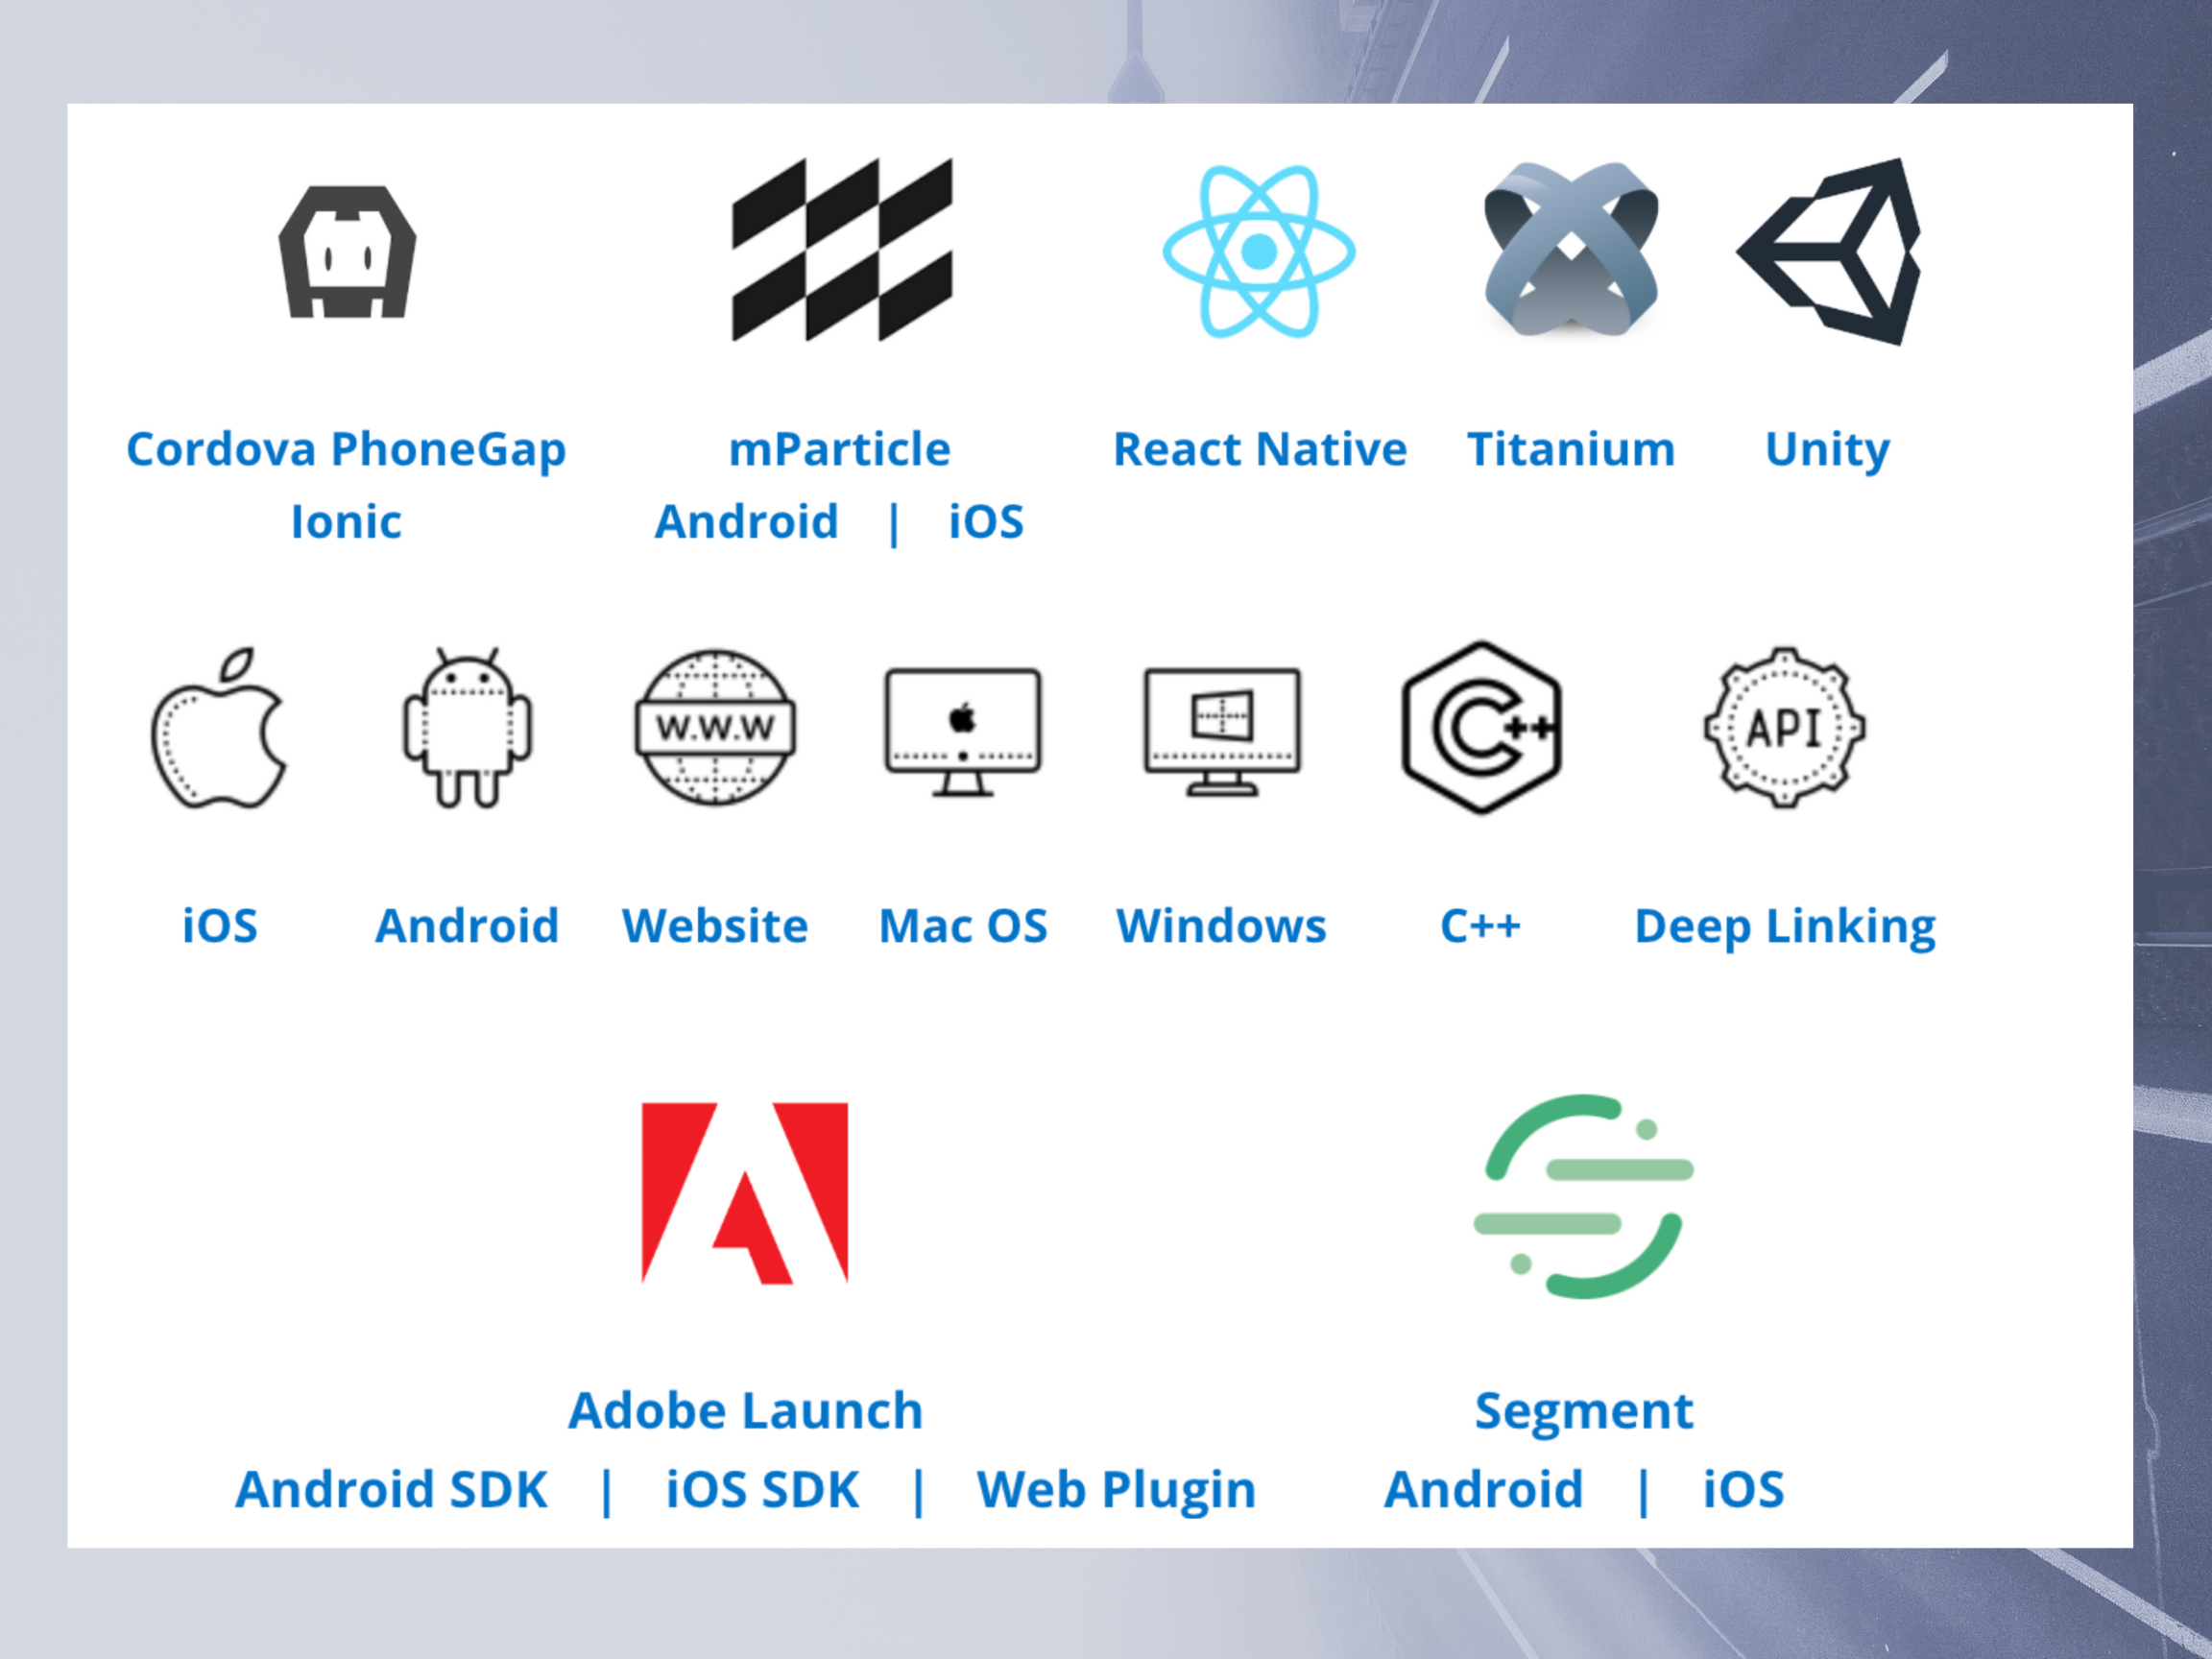 Cordova PhoneGap
Ionic
mParticle
Android | iOS
React Native
Titanium
Unity
W.W.W
C++
API
iOS
Android
Website
Mac OS
Windows
C++
Deep Linking
Adobe Launch
Android SDK | iOS SDK | Web Plugin
Segment
Android | iOS